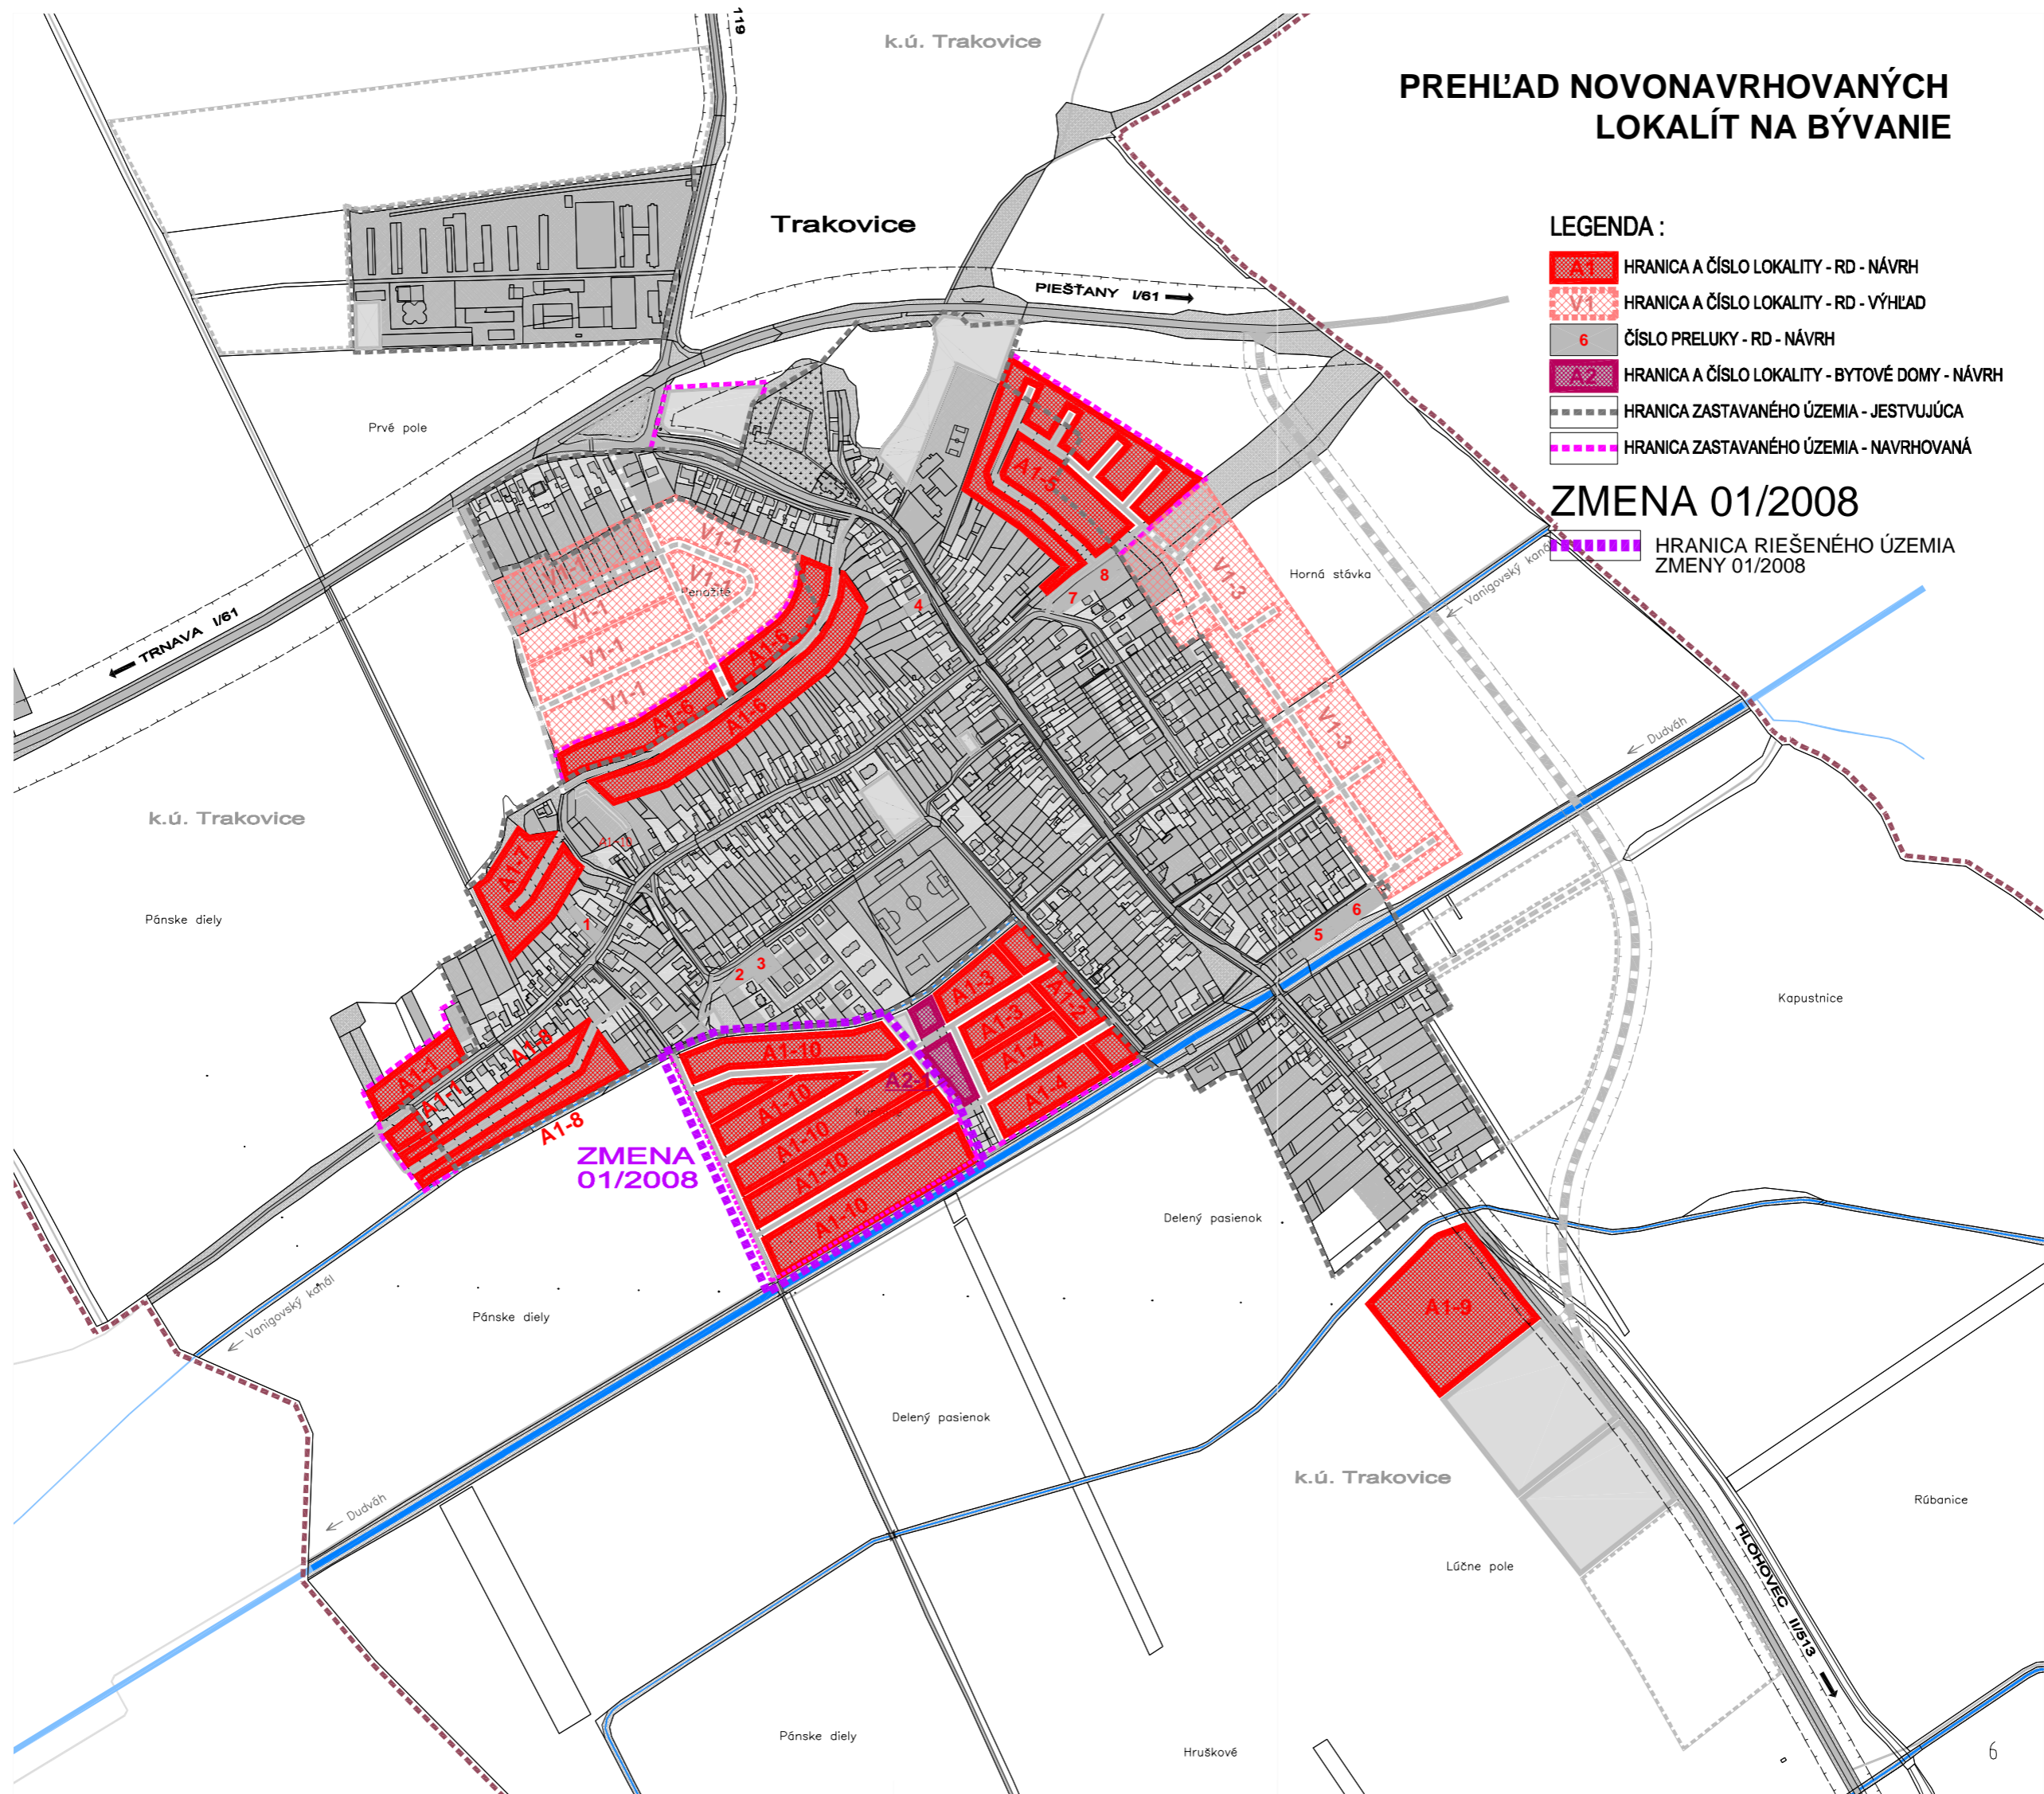 119
k.ú. Trakovice
PREHĽAD NOVONAVRHOVANÝCH
LOKALÍT NA BÝVANIE
Trakovice
LEGENDA :
A1 HRANICA A ČÍSLO LOKALITY - RD - NÁVRH
V1 HRANICA A ČÍSLO LOKALITY - RD - VÝHĽAD
6 ČÍSLO PRELUKY - RD - NÁVRH
A2 HRANICA A ČÍSLO LOKALITY - BYTOVÉ DOMY - NÁVRH
HRANICA ZASTAVANÉHO ÚZEMIA - JESTVUJÚCA
HRANICA ZASTAVANÉHO ÚZEMIA - NAVRHOVANÁ
ZMENA 01/2008
HRANICA RIEŠENÉHO ÚZEMIA
ZMENY 01/2008
PIEŠŤANY I/61
Prvé pole
A1-5
V1-1
V1-1
V1-1
Penažité
V1-1
V1-1
V1-1
V1-3
Horná stávka
Vanigovský kanál
8
7
4
TRNAVA I/61
A1-6
A1-6
A1-6
V1-3
Dudváh
k.ú. Trakovice
A1-10
A1-7
Pánske diely
1
2
3
6
5
A1-3
A1-3
A1-2
A1-4
A1-4
Kapustnice
A1-1
A1-1
A1-8
A1-8
A1-10
A1-10
A1-10
A1-10
A1-10
ZMENA
01/2008
Delený pasienok
Vanigovský kanál
Pánske diely
A1-9
Delený pasienok
k.ú. Trakovice
Rúbanice
Dudváh
Lúčne pole
HLOHOVEC II/513
Pánske diely
Hruškové
6